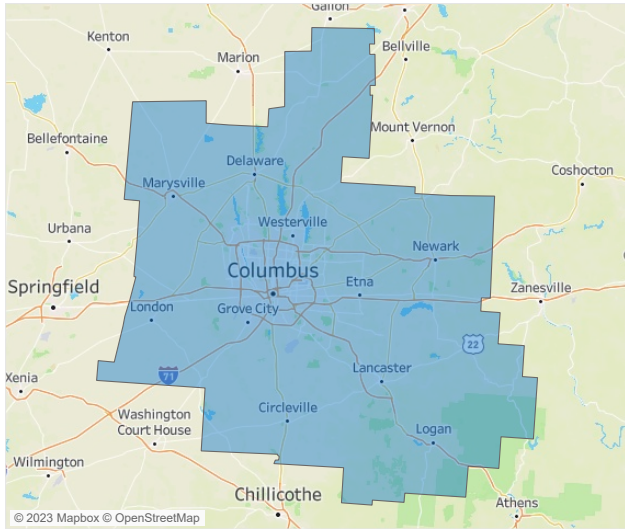 Galion
Kenton
Bellville
Marion
Mount Vernon
Bellefontaine
Delaware
Coshocton
Marysville
Westerville
Urbana
Newark
Columbus
Etna
Springfield
Zanesville
London
Grove City
22
Lancaster
71
Xenia
Circleville
Washington
Court House
Logan
Wilmington
Chillicothe
Athens
© 2023 Mapbox © OpenStreetMap